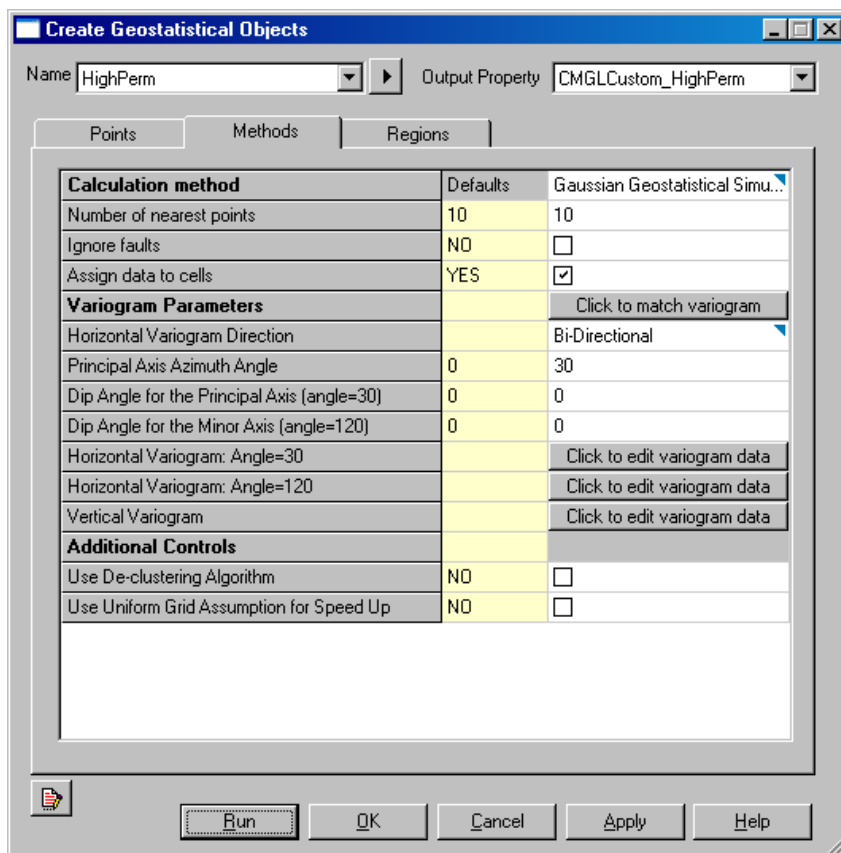 Create Geostatistical Objects
Name HighPerm Output Property CMGLCustom_HighPerm
Points Methods Regions
Calculation method Defaults Gaussian Geostatistical Simu...
Number of nearest points 10 10
Ignore faults NO
Assign data to cells YES
Variogram Parameters Click to match variogram
Horizontal Variogram Direction Bi-Directional
Principal Axis Azimuth Angle 0 30
Dip Angle for the Principal Axis (angle=30) 0 0
Dip Angle for the Minor Axis (angle=120) 0 0
Horizontal Variogram: Angle=30 Click to edit variogram data
Horizontal Variogram: Angle=120 Click to edit variogram data
Vertical Variogram Click to edit variogram data
Additional Controls
Use De-clustering Algorithm NO
Use Uniform Grid Assumption for Speed Up NO
Run OK Cancel Apply Help